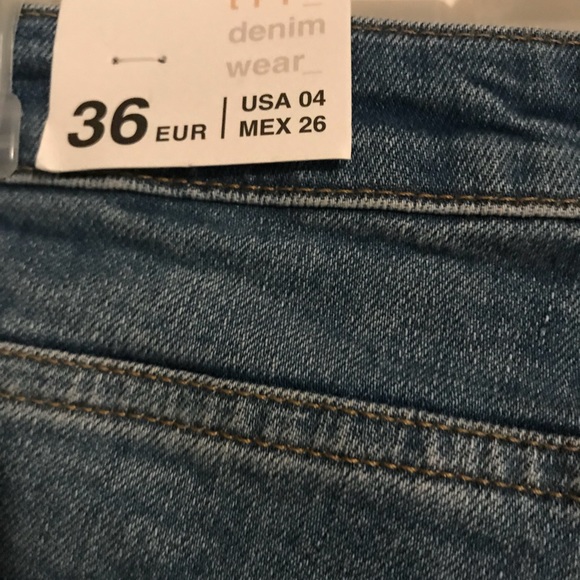 denim
wear_
36 EUR | USA 04
MEX 26